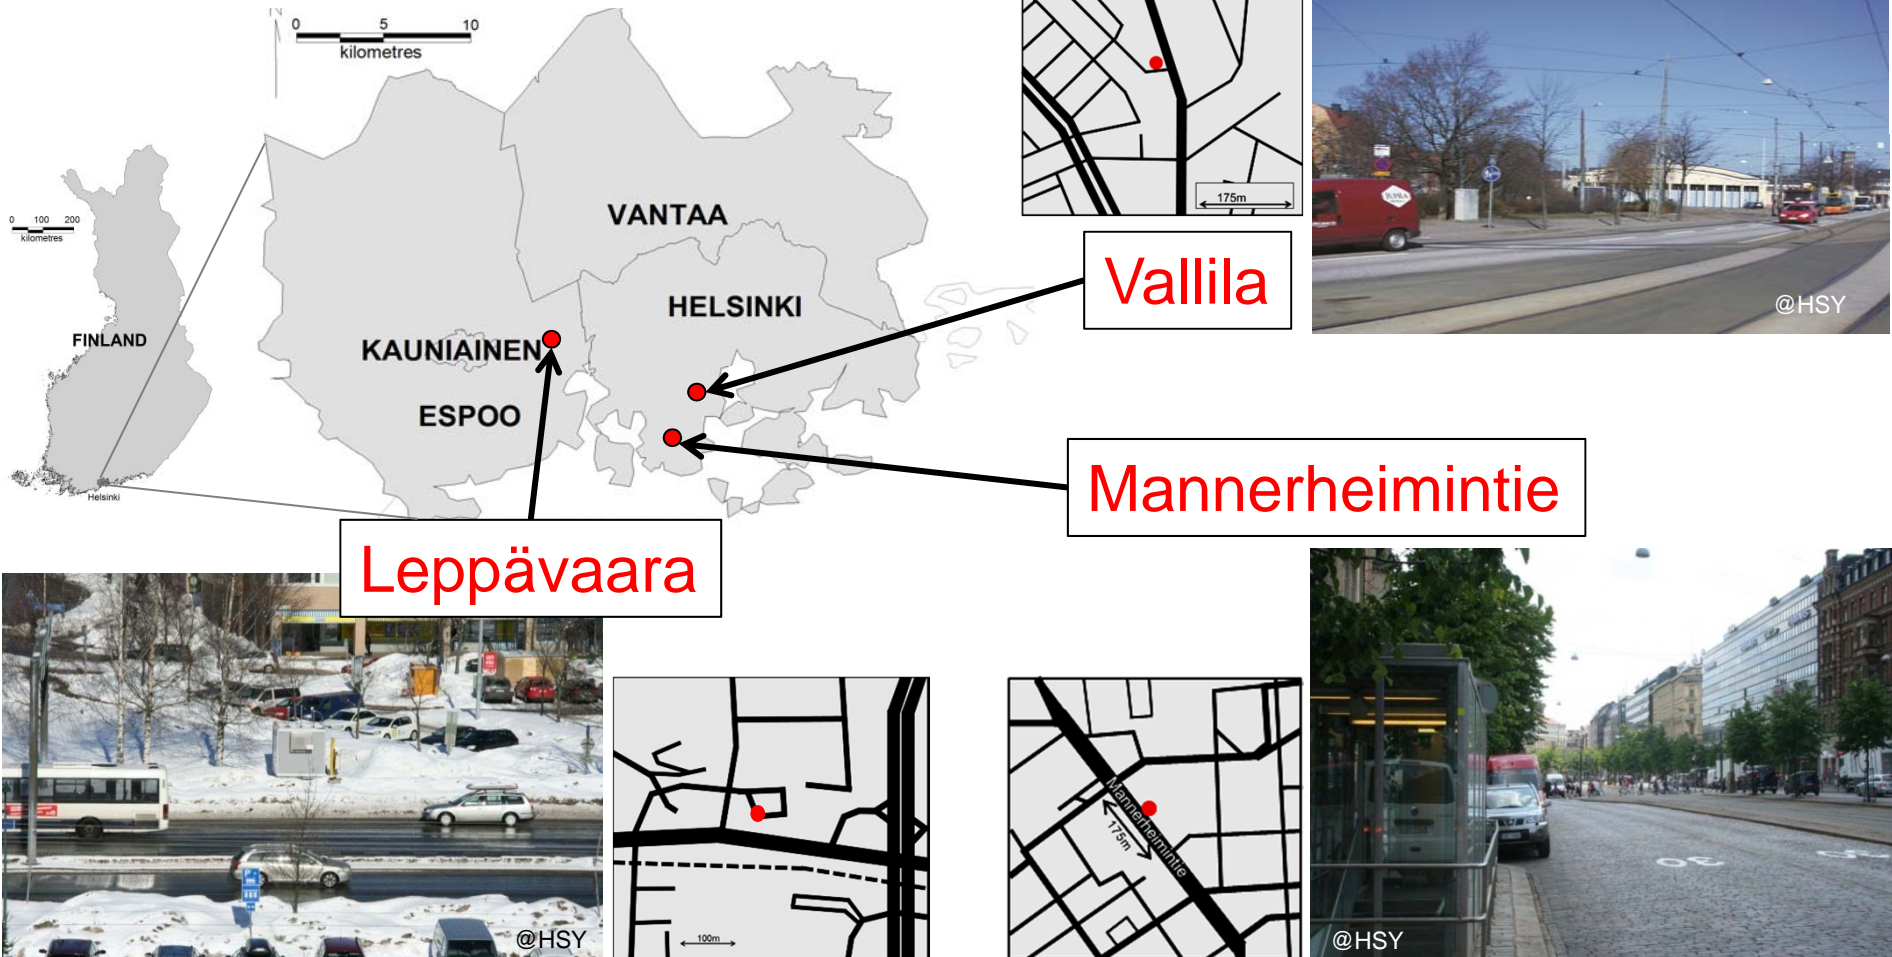 N
0 5 10
kilometres
0 100 200
kilometres
FINLAND
Helsinki
VANTAA
HELSINKI
KAUNIAINEN
ESPOO
175m
Vallila
@HSY
Mannerheimintie
Leppävaara
@HSY
100m
Mannerheimintie
175m
30
@HSY